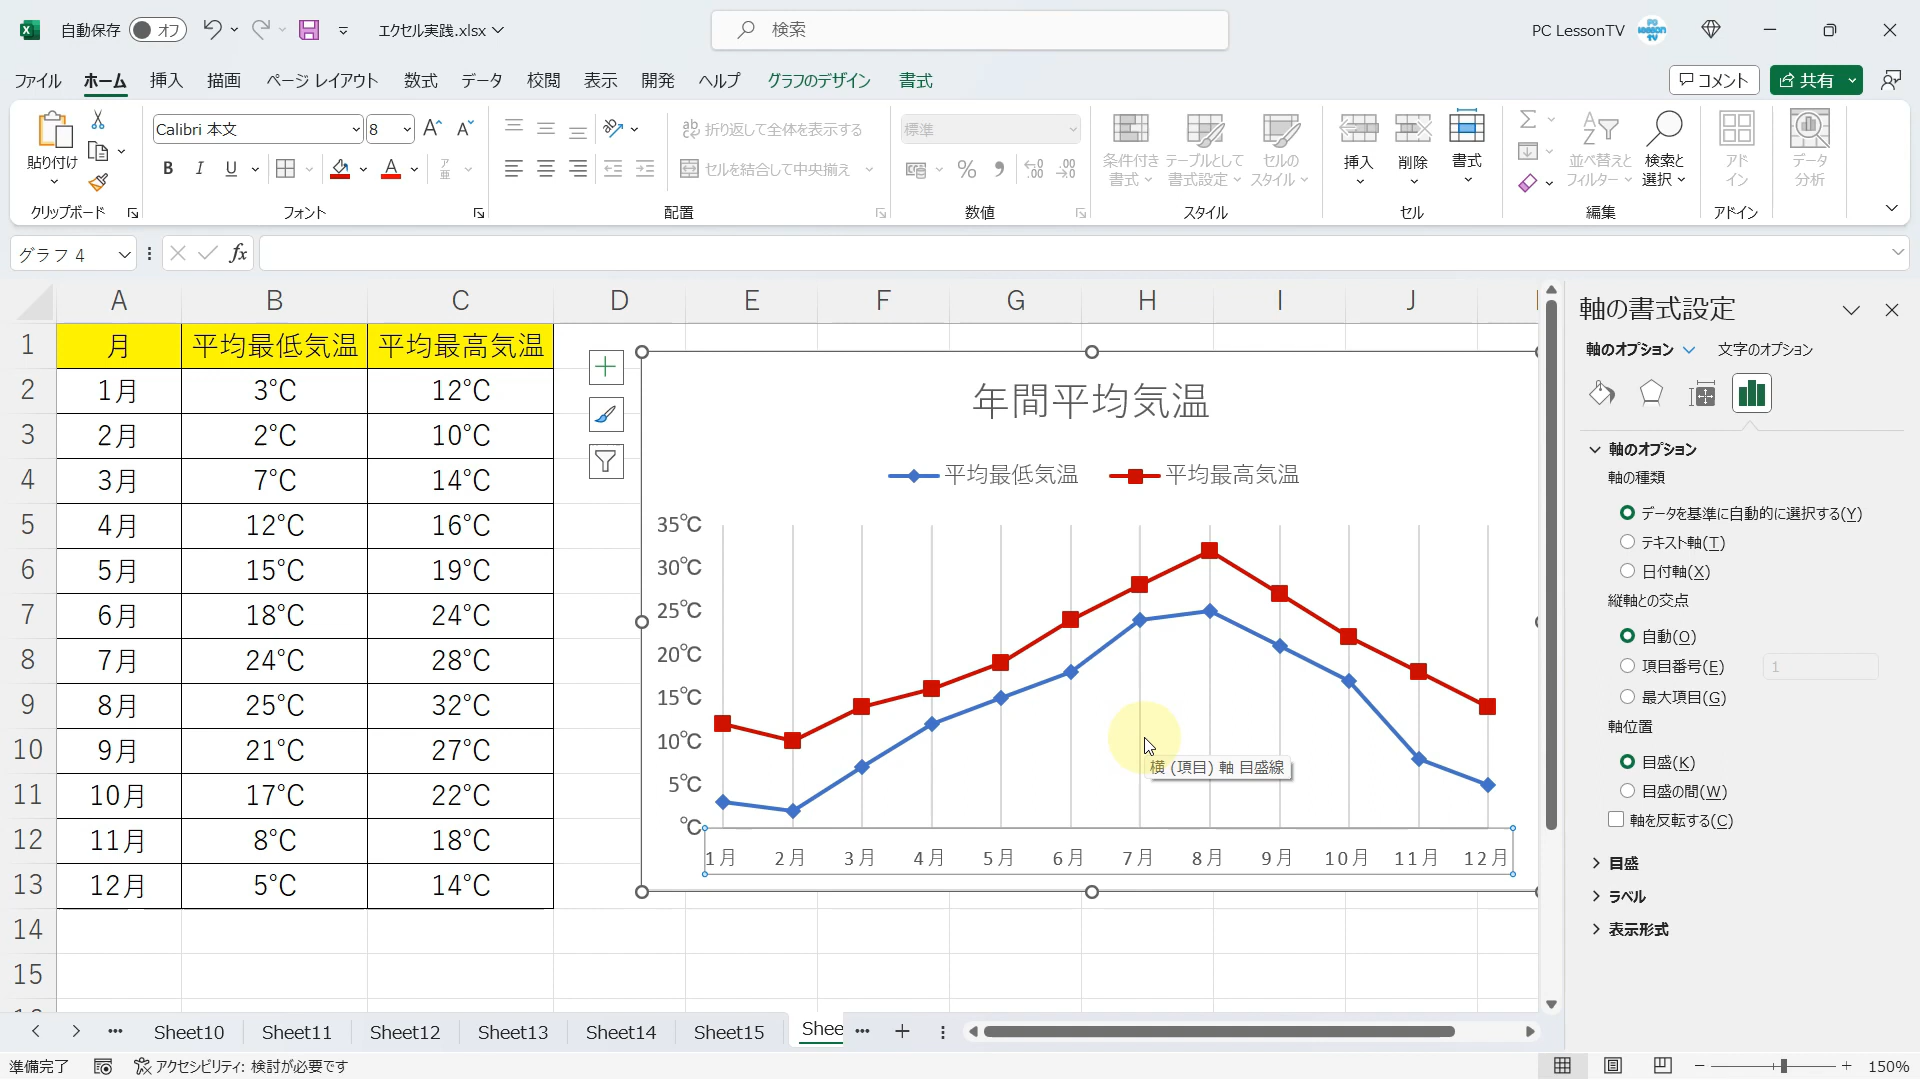 自動保存 オフ エクセル実践.xlsx 検索 PC LessonTV PC Lesson TV
ファイル ホーム 挿入 描画 ページ レイアウト 数式 データ 校閲 表示 開発 ヘルプ グラフのデザイン 書式 コメント 共有
貼り付け クリップボード
Calibri 本文 8
B I U A ア 亜
フォント
ab 折り返して全体を表示する
セルを結合して中央揃え
配置
標準
% 9 .00
数値
条件付き書式 テーブルとして書式設定 セルのスタイル
スタイル
挿入 削除 書式
セル
並べ替えとフィルター 検索と選択
編集
アドイン
アドイン
データ分析
グラフ 4 fx
A B C D E F G H I J
1 月 平均最低気温 平均最高気温
2 1月 3℃ 12℃
3 2月 2℃ 10℃
4 3月 7℃ 14℃
5 4月 12℃ 16℃
6 5月 15℃ 19℃
7 6月 18℃ 24℃
8 7月 24℃ 28℃
9 8月 25℃ 32℃
10 9月 21℃ 27℃
11 10月 17℃ 22℃
12 11月 8℃ 18℃
13 12月 5℃ 14℃
14
15
年間平均気温
平均最低気温 平均最高気温
35℃
30℃
25℃
20℃
15℃
10℃
5℃
℃
横 (項目) 軸 目盛線
1月 2月 3月 4月 5月 6月 7月 8月 9月 10月 11月 12月
軸の書式設定
軸のオプション 文字のオプション
軸のオプション
軸の種類
データを基準に自動的に選択する(Y)
テキスト軸(T)
日付軸(X)
縦軸との交点
自動(O)
項目番号(E) 1
最大項目(G)
軸位置
目盛(K)
目盛の間(W)
軸を反転する(C)
目盛
ラベル
表示形式
Sheet10 Sheet11 Sheet12 Sheet13 Sheet14 Sheet15 Shee
準備完了 アクセシビリティ: 検討が必要です 150%